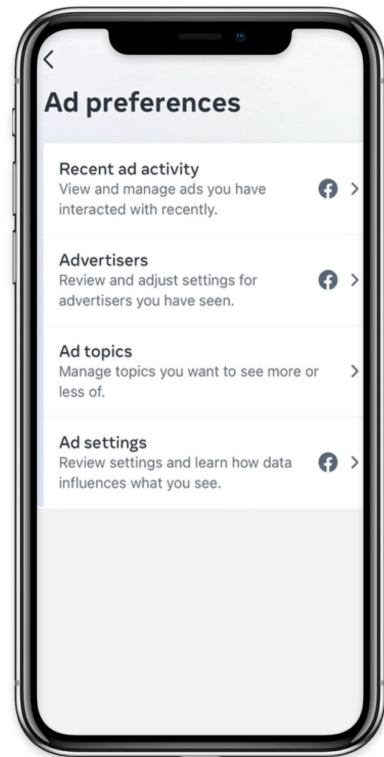 Ad preferences
Recent ad activity
View and manage ads you have
interacted with recently.
Advertisers
Review and adjust settings for
advertisers you have seen.
Ad topics
Manage topics you want to see more or
less of.
Ad settings
Review settings and learn how data
influences what you see.